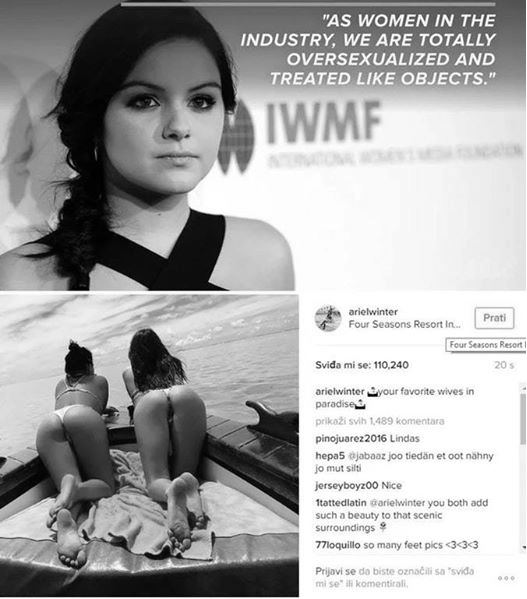 "AS WOMEN IN THE
INDUSTRY, WE ARE TOTALLY
OVERSEXUALIZED AND
TREATED LIKE OBJECTS."
IWMF
INTERNATIONAL WOMEN'S MEDIA FOUNDATION
arielwinter
Four Seasons Resort In...
Prati
Four Seasons Resort I
Sviđa mi se: 110,240
20 s
arielwinter 📤your favorite wives in
paradise📤
prikaži svih 1,489 komentara
pinojuarez2016 Lindas
hepa5 @jabaaz joo tiedän et oot nähny
jo mut silti
jerseyboyz00 Nice
1tattedlatin @arielwinter you both add
such a beauty to that scenic
surroundings 🌹
77loquillo so many feet pics <3<3<3
Prijavi se da biste označili sa "sviđa
mi se" ili komentirali.